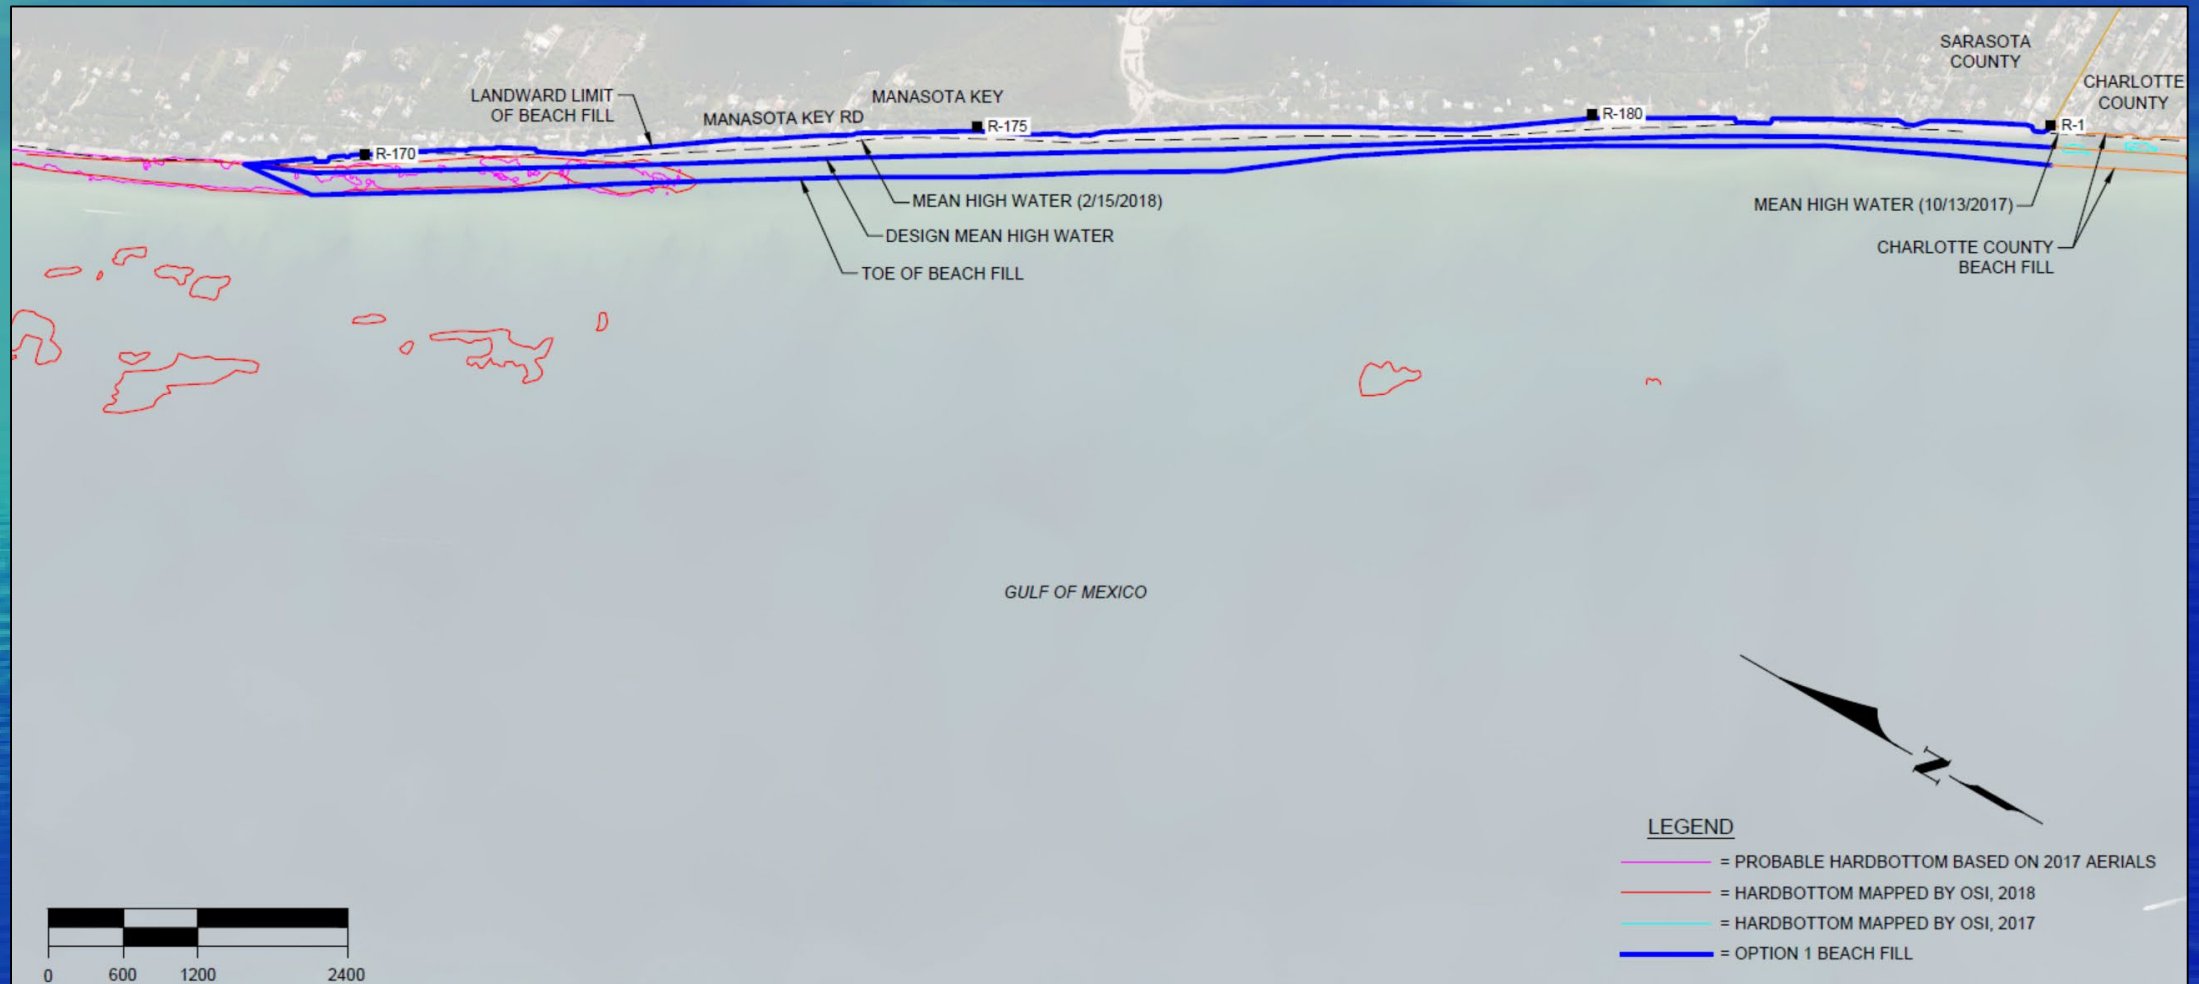 SARASOTA
COUNTY
CHARLOTTE
COUNTY
LANDWARD LIMIT
OF BEACH FILL
MANASOTA KEY
MANASOTA KEY RD
R-170
R-175
R-180
R-1
MEAN HIGH WATER (2/15/2018)
DESIGN MEAN HIGH WATER
TOE OF BEACH FILL
MEAN HIGH WATER (10/13/2017)
CHARLOTTE COUNTY
BEACH FILL
GULF OF MEXICO
N
LEGEND
= PROBABLE HARDBOTTOM BASED ON 2017 AERIALS
= HARDBOTTOM MAPPED BY OSI, 2018
= HARDBOTTOM MAPPED BY OSI, 2017
= OPTION 1 BEACH FILL
0 600 1200 2400